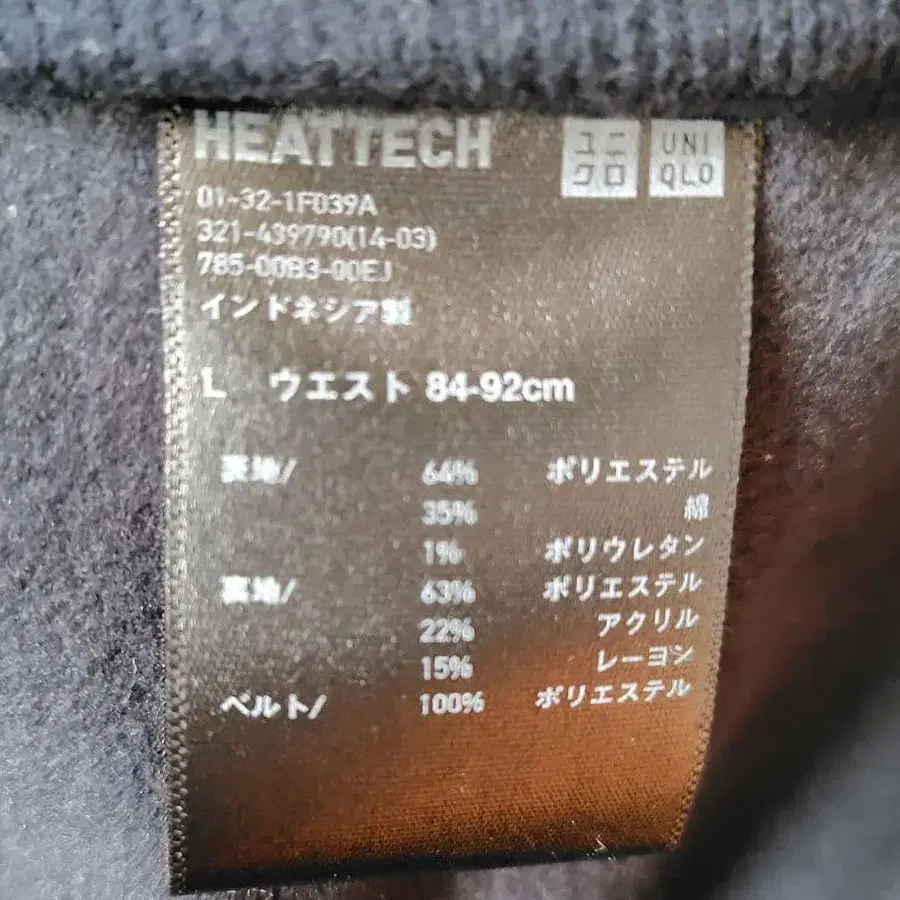 HEATTECH
ユニクロ
UNIQLO
01-32-1F039A
321-439790(14-03)
785-00B3-00EJ
インドネシア製
L ウエスト 84-92cm
表地/ 64% ポリエステル
35% 綿
1% ポリウレタン
裏地/ 63% ポリエステル
22% アクリル
15% レーヨン
ベルト/ 100% ポリエステル